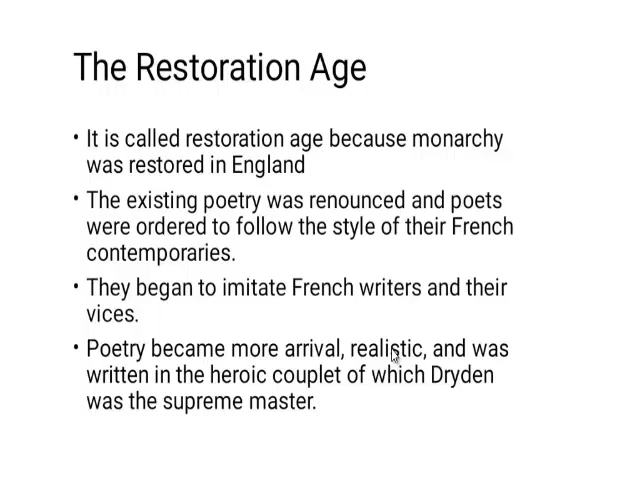 The Restoration Age
• It is called restoration age because monarchy
was restored in England
• The existing poetry was renounced and poets
were ordered to follow the style of their French
contemporaries.
• They began to imitate French writers and their
vices.
• Poetry became more arrival, realistic, and was
written in the heroic couplet of which Dryden
was the supreme master.